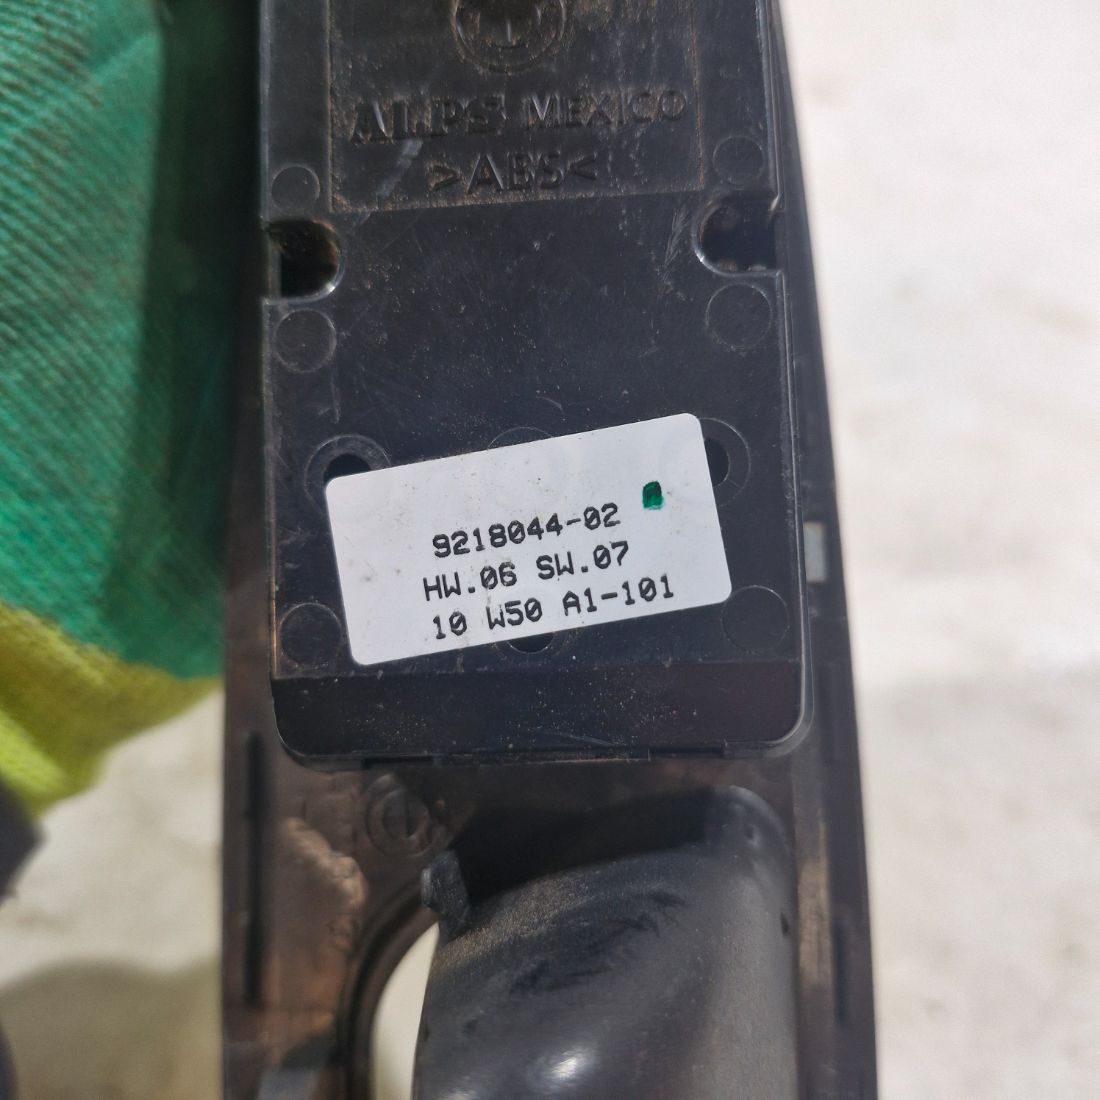 ALPS MEXICO
>ABS<
9218044-02
HW.06 SW.07
10 W50 A1-101